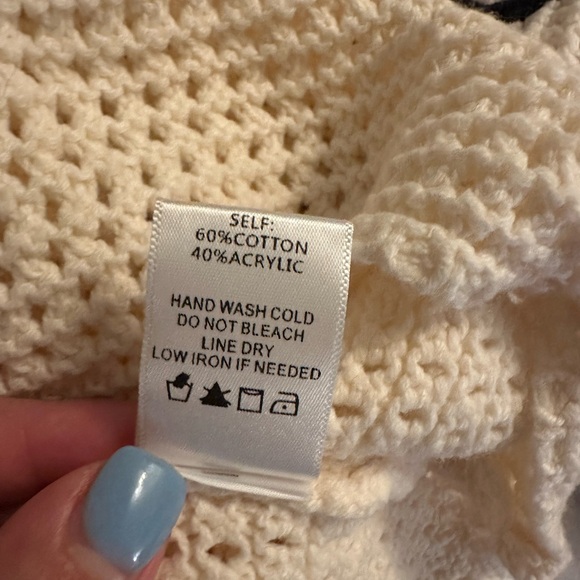 SELF:
60%COTTON
40%ACRYLIC
HAND WASH COLD
DO NOT BLEACH
LINE DRY
LOW IRON IF NEEDED